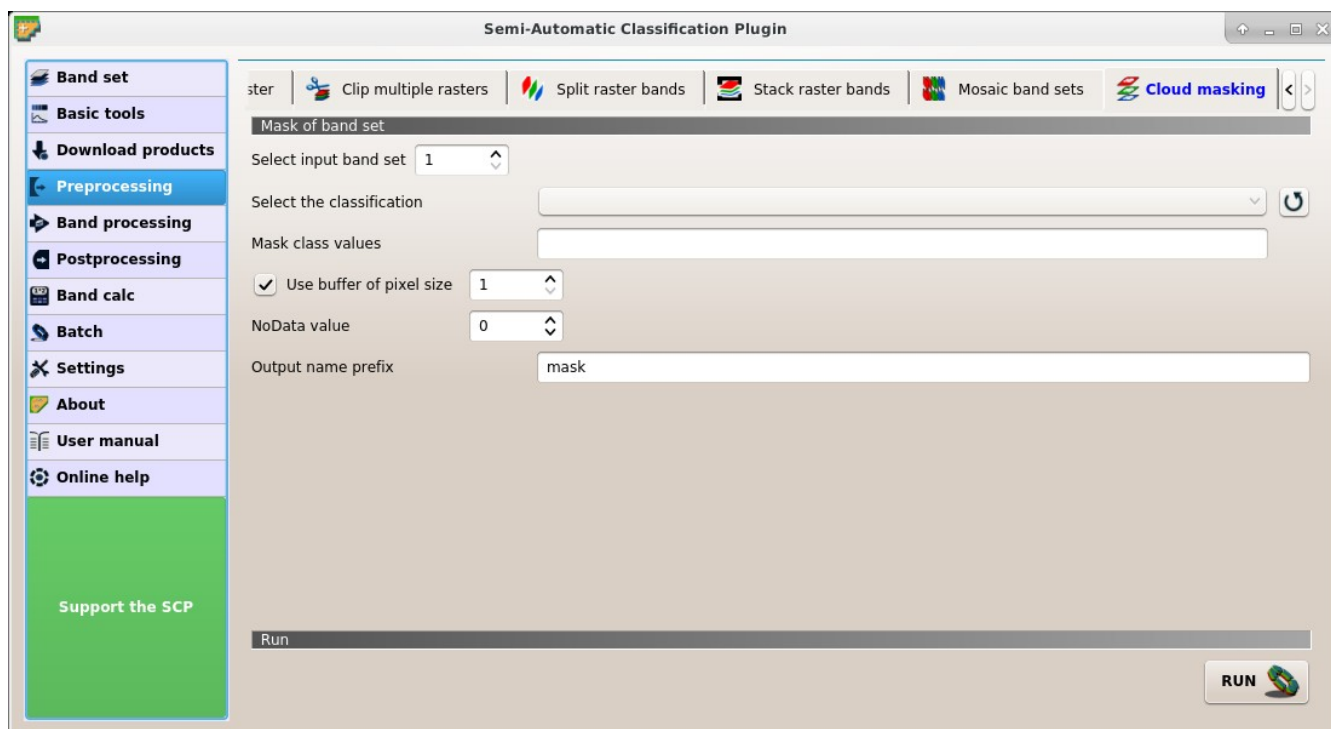 Semi-Automatic Classification Plugin
Band set
Basic tools
Download products
Preprocessing
Band processing
Postprocessing
Band calc
Batch
Settings
About
User manual
Online help
Support the SCP
ster Clip multiple rasters Split raster bands Stack raster bands Mosaic band sets Cloud masking < >
Mask of band set
Select input band set 1
Select the classification
Mask class values
Use buffer of pixel size 1
NoData value 0
Output name prefix mask
Run
RUN